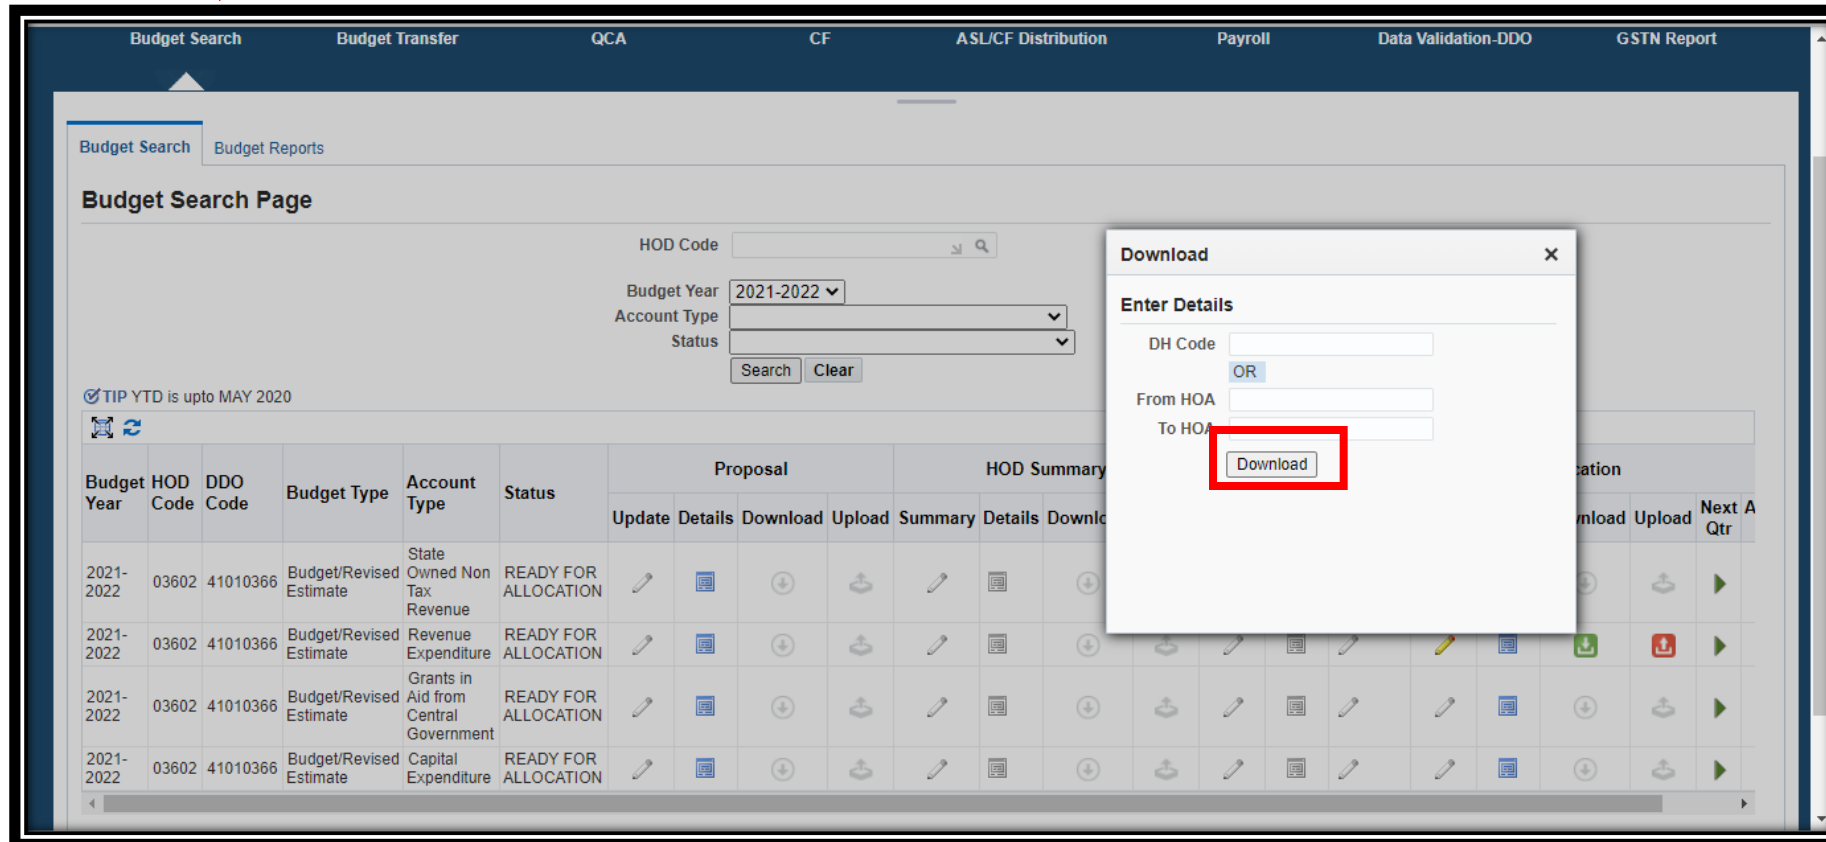 Budget Search Budget Transfer QCA CF ASL/CF Distribution Payroll Data Validation-DDO GSTN Report
Budget Search Budget Reports
Budget Search Page
HOD Code
Budget Year 2021-2022
Account Type
Status
Search Clear
TIP YTD is upto MAY 2020
Download
Enter Details
DH Code
OR
From HOA
To HOA
Download
Proposal HOD Summary
Budget Year HOD Code DDO Code Budget Type Account Type Status
Update Details Download Upload Summary Details Upload Next Qtr
2021-2022 03602 41010366 Budget/Revised Estimate State Owned Non Tax Revenue READY FOR ALLOCATION
2021-2022 03602 41010366 Budget/Revised Estimate Revenue Expenditure READY FOR ALLOCATION
2021-2022 03602 41010366 Budget/Revised Estimate Grants in Aid from Central Government READY FOR ALLOCATION
2021-2022 03602 41010366 Budget/Revised Estimate Capital Expenditure READY FOR ALLOCATION